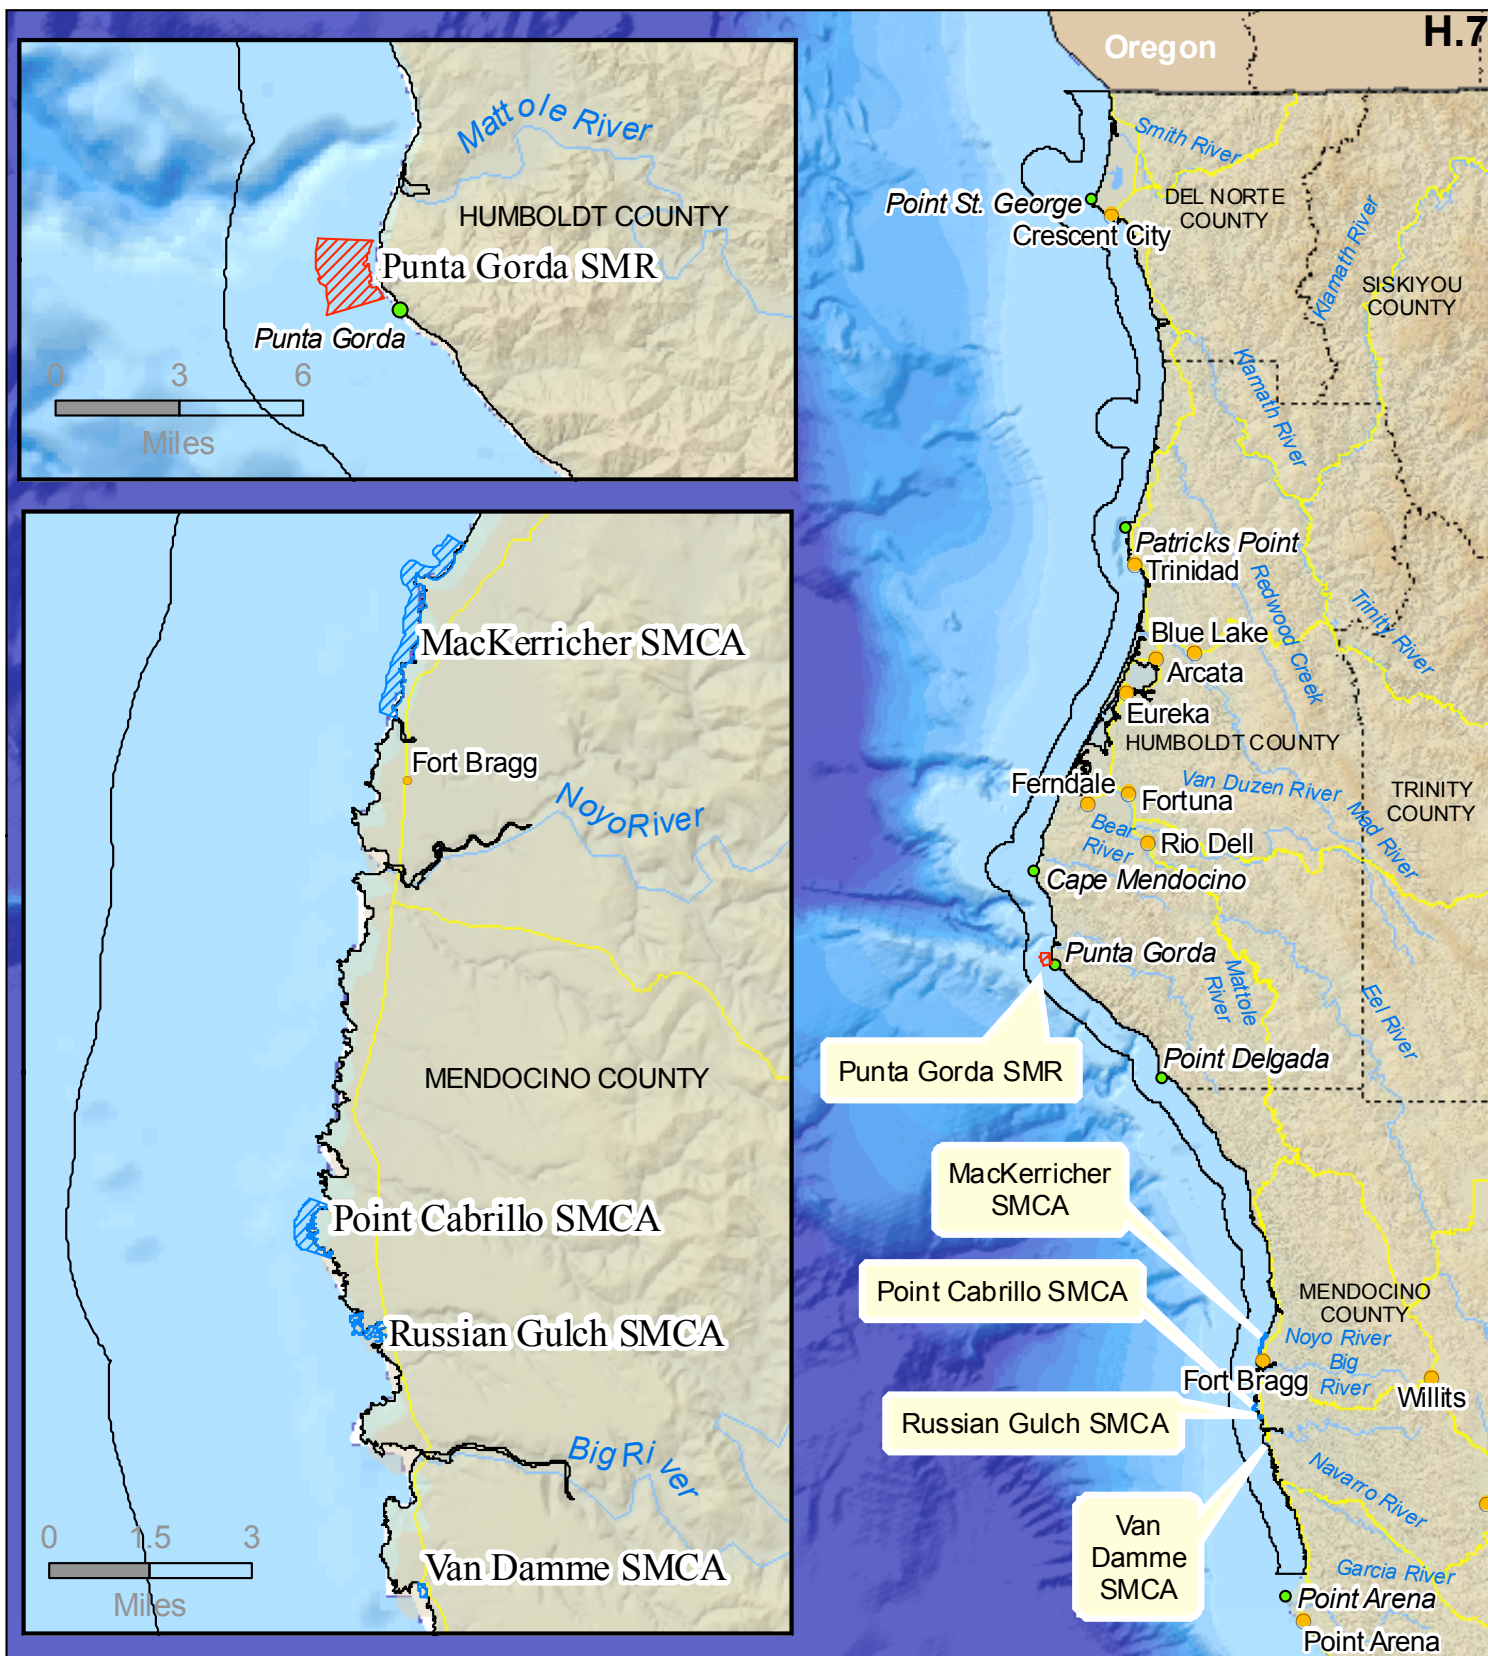 H.7
Oregon
Mattole River
HUMBOLDT COUNTY
Punta Gorda SMR
Punta Gorda
0 3 6
Miles
MacKerricher SMCA
Fort Bragg
Noyo River
MENDOCINO COUNTY
Point Cabrillo SMCA
Russian Gulch SMCA
Big River
Van Damme SMCA
0 1.5 3
Miles
Smith River
Point St. George
DEL NORTE
COUNTY
Crescent City
Klamath River
SISKIYOU
COUNTY
Klamath River
Patricks Point
Trinidad
Redwood Creek
Trinity River
Blue Lake
Arcata
Eureka
HUMBOLDT COUNTY
Ferndale
Fortuna
Van Duzen River
Mad River
TRINITY
COUNTY
Bear
River
Rio Dell
Cape Mendocino
Punta Gorda
Mattole
River
Eel River
Punta Gorda SMR
Point Delgada
MacKerricher
SMCA
Point Cabrillo SMCA
MENDOCINO
COUNTY
Noyo River
Big
River
Fort Bragg
Willits
Russian Gulch SMCA
Navarro River
Van
Damme
SMCA
Garcia River
Point Arena
Point Arena